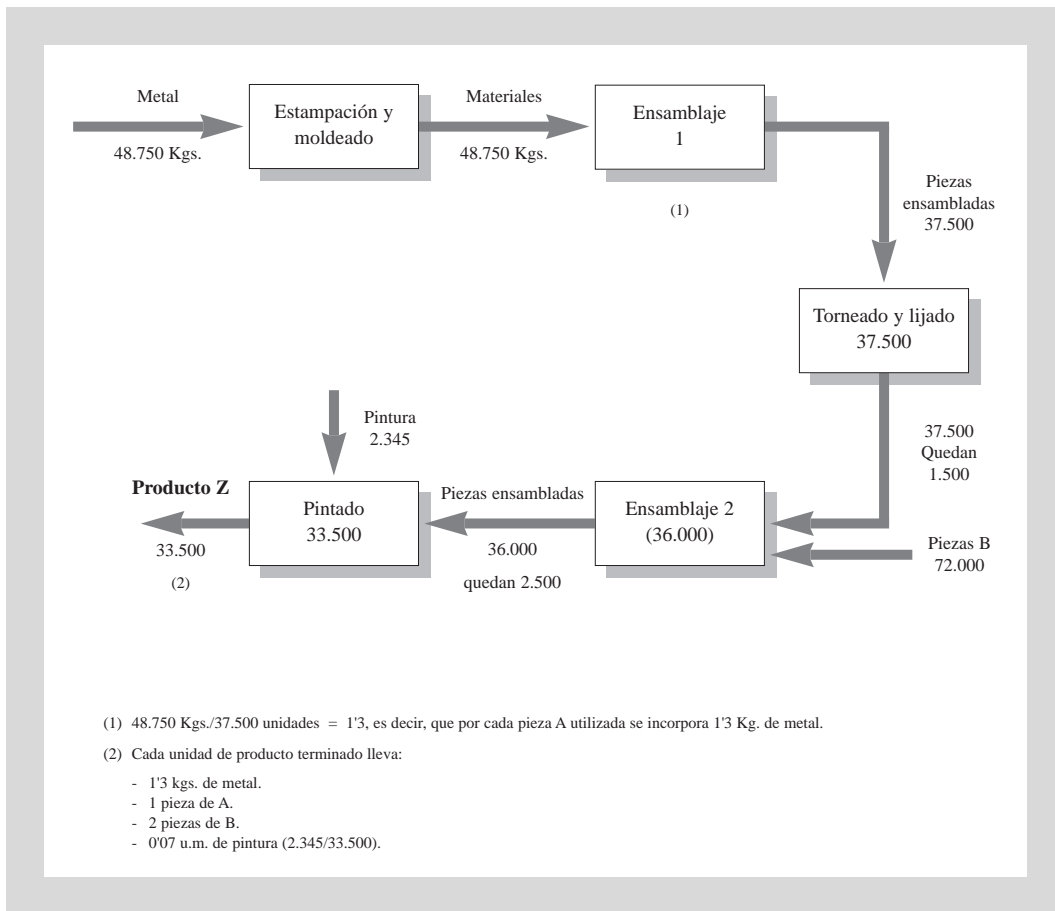 Metal
48.750 Kgs.
Estampación y
moldeado
Materiales
48.750 Kgs.
Ensamblaje
1
(1)
Piezas
ensambladas
37.500
Torneado y lijado
37.500
37.500
Quedan
1.500
Piezas B
72.000
Ensamblaje 2
(36.000)
Piezas ensambladas
36.000
quedan 2.500
Pintura
2.345
Pintado
33.500
Producto Z
33.500
(2)
(1) 48.750 Kgs./37.500 unidades = 1'3, es decir, que por cada pieza A utilizada se incorpora 1'3 Kg. de metal.
(2) Cada unidad de producto terminado lleva:
- 1'3 kgs. de metal.
- 1 pieza de A.
- 2 piezas de B.
- 0'07 u.m. de pintura (2.345/33.500).